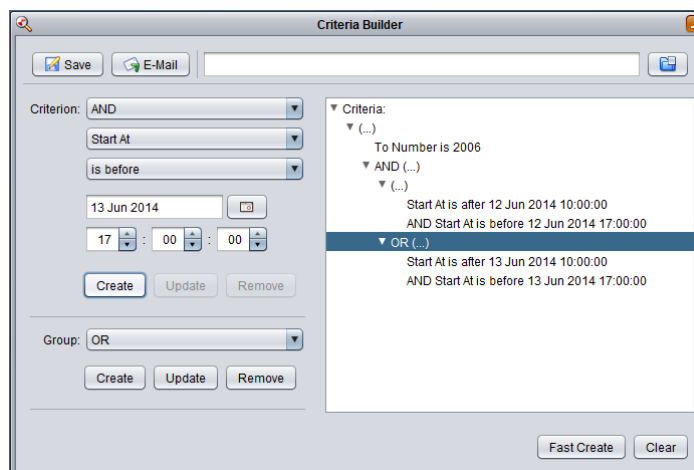 Criteria Builder
Save
E-Mail
Criterion:
AND
Start At
is before
13 Jun 2014
17 : 00 : 00
Create
Update
Remove
Group:
OR
Create
Update
Remove
Criteria:
(...)
To Number is 2006
AND (...)
(...)
Start At is after 12 Jun 2014 10:00:00
AND Start At is before 12 Jun 2014 17:00:00
OR (...)
Start At is after 13 Jun 2014 10:00:00
AND Start At is before 13 Jun 2014 17:00:00
Fast Create
Clear